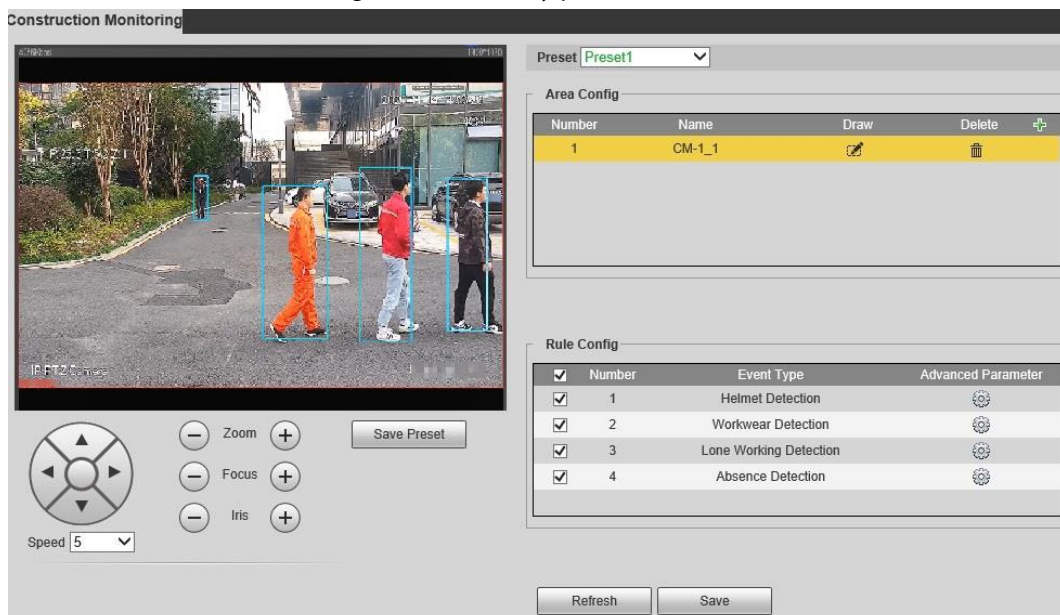 Construction Monitoring
Preset Preset1
Area Config
Number Name Draw Delete
1 CM-1_1
Rule Config
Number Event Type Advanced Parameter
1 Helmet Detection
2 Workwear Detection
3 Lone Working Detection
4 Absence Detection
Zoom
Save Preset
Focus
Iris
Speed 5
Refresh Save